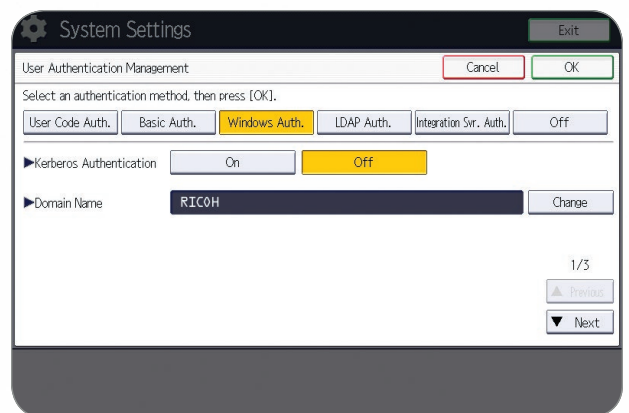 System Settings
Exit
User Authentication Management
Cancel
OK
Select an authentication method, then press [OK].
User Code Auth.
Basic Auth.
Windows Auth.
LDAP Auth.
Integration Svr. Auth.
Off
►Kerberos Authentication
On
Off
►Domain Name
RICOH
Change
1/3
▲ Previous
▼ Next